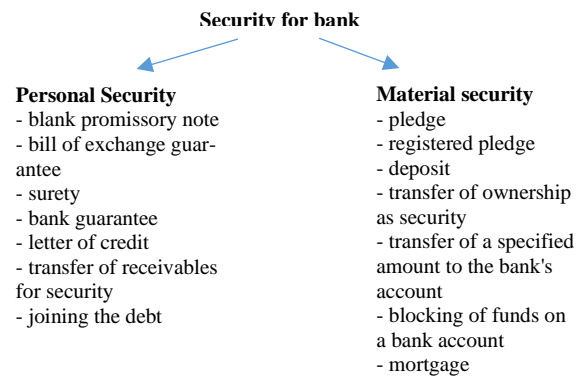 Security for bank
Personal Security
- blank promissory note
- bill of exchange guar-
antee
- surety
- bank guarantee
- letter of credit
- transfer of receivables
for security
- joining the debt
Material security
- pledge
- registered pledge
- deposit
- transfer of ownership
as security
- transfer of a specified
amount to the bank's
account
- blocking of funds on
a bank account
- mortgage